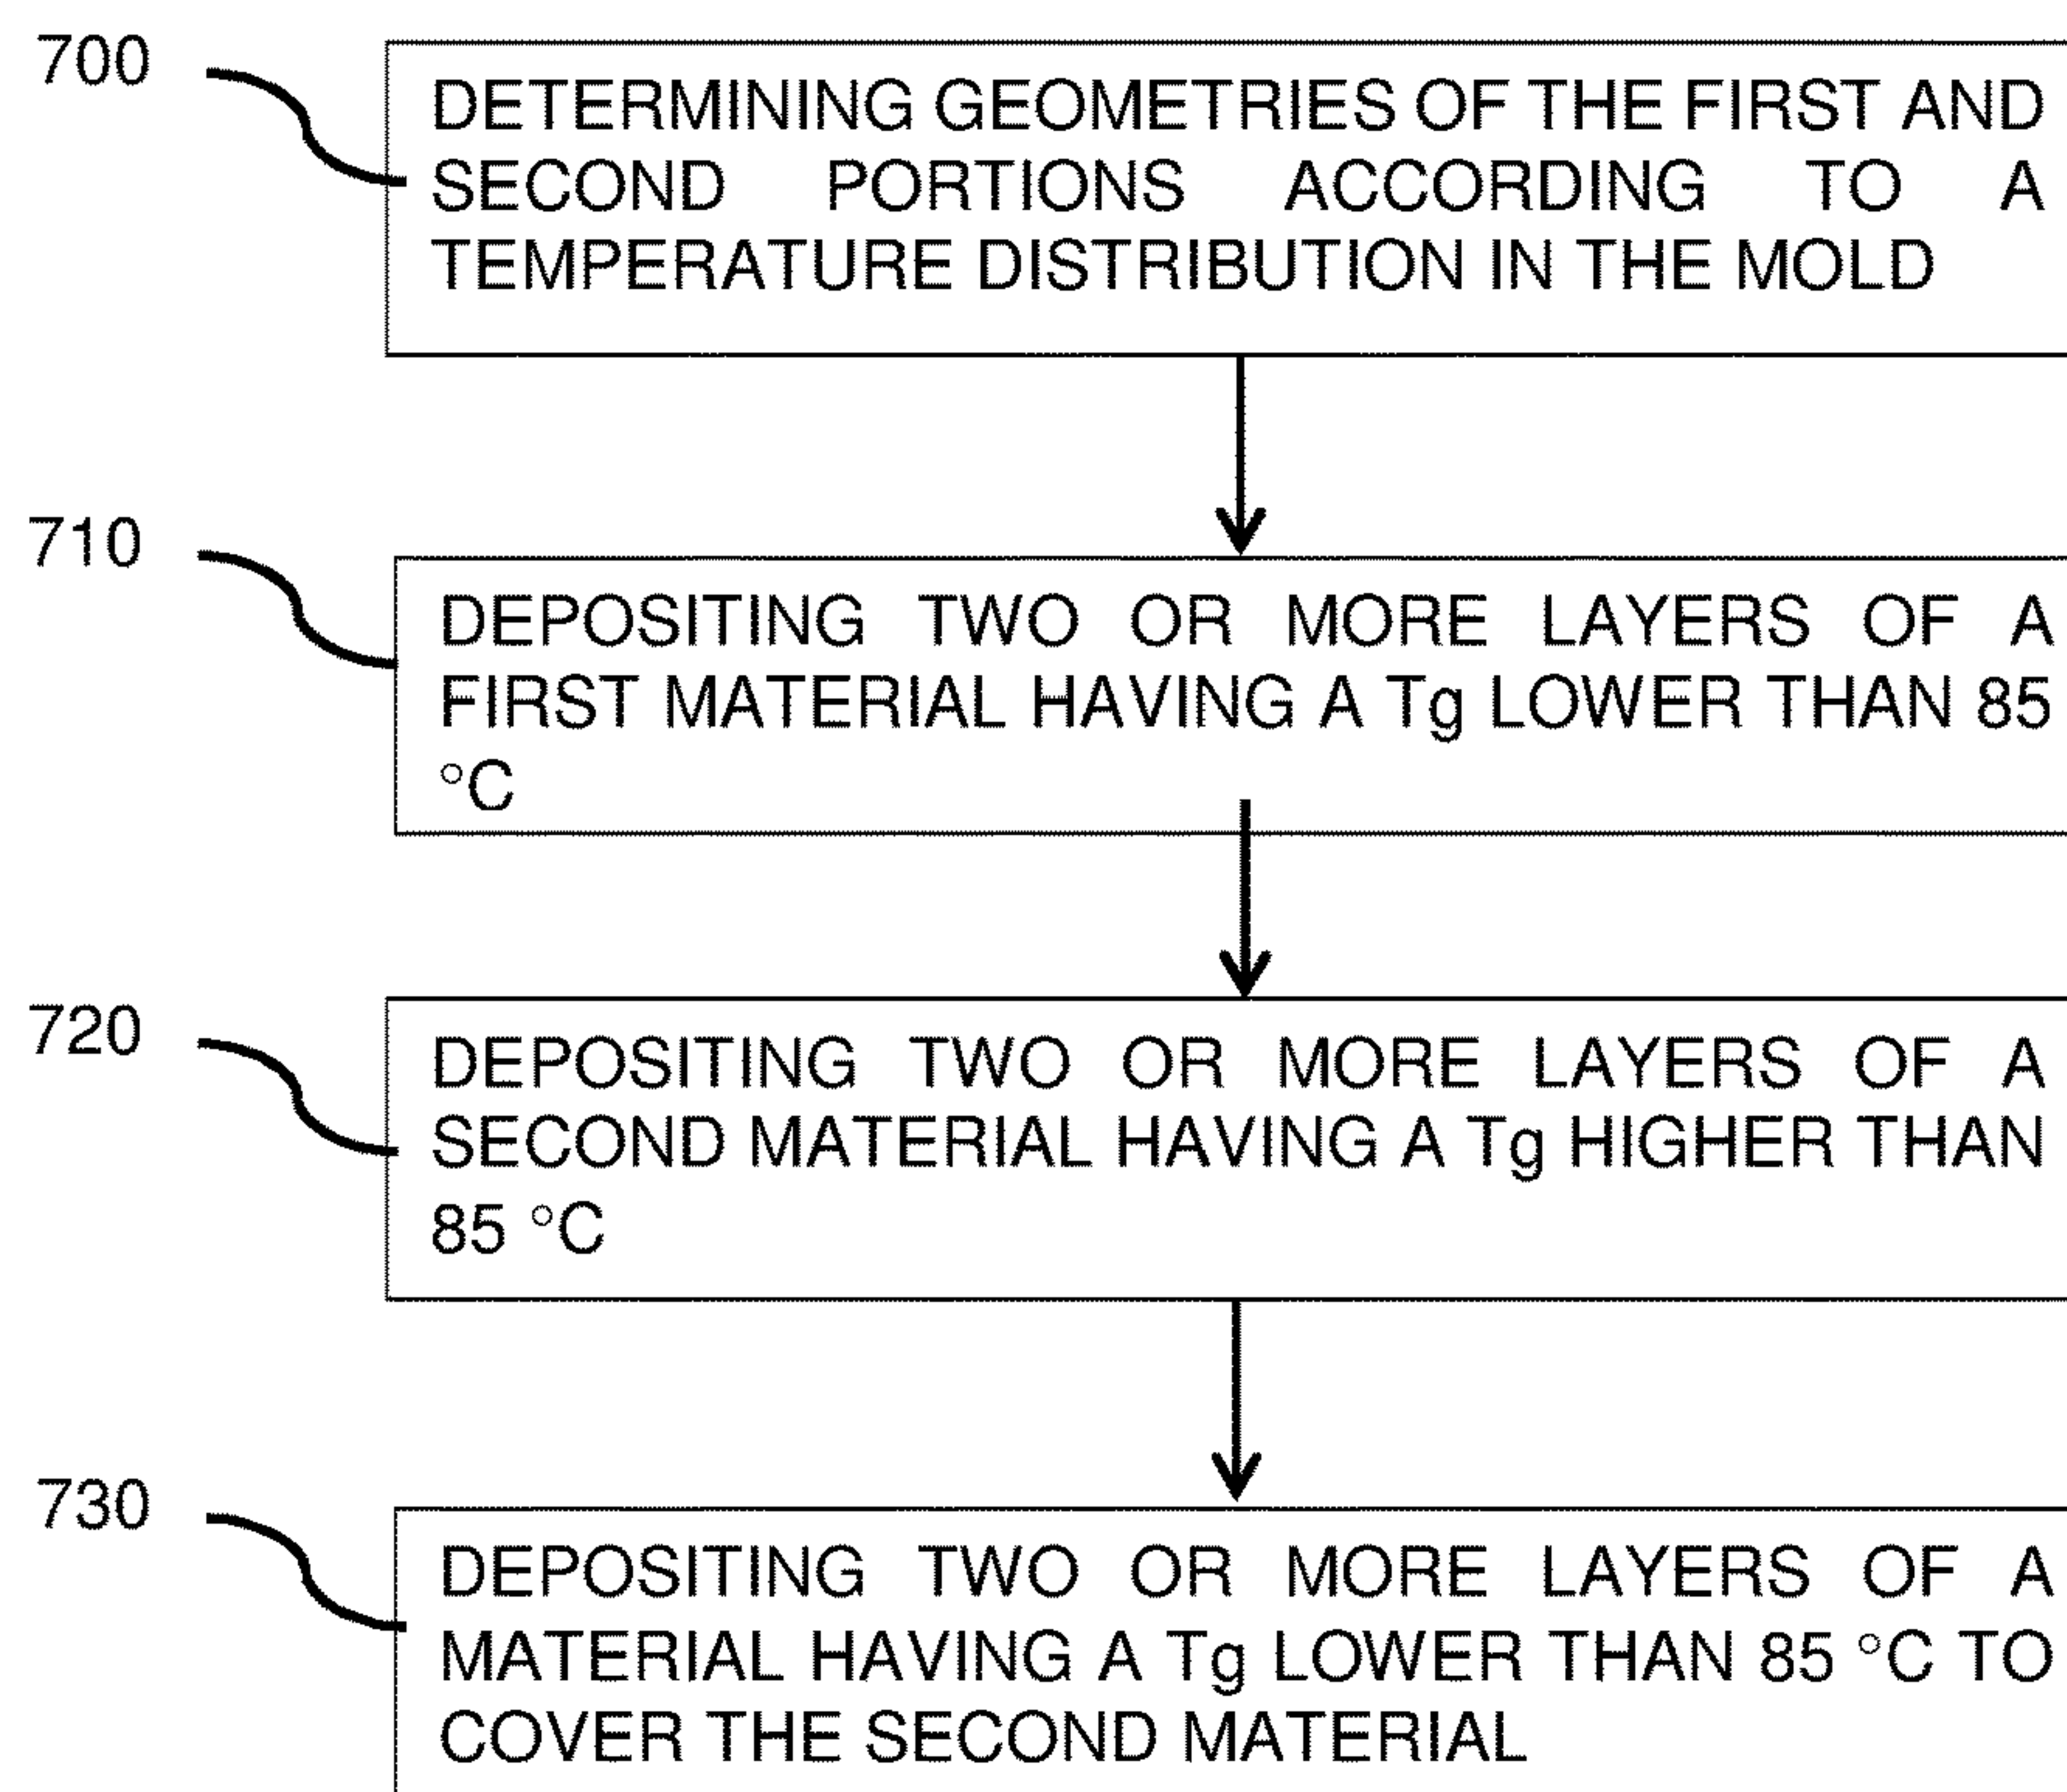 700
DETERMINING GEOMETRIES OF THE FIRST AND
SECOND PORTIONS ACCORDING TO A
TEMPERATURE DISTRIBUTION IN THE MOLD
710
DEPOSITING TWO OR MORE LAYERS OF A
FIRST MATERIAL HAVING A Tg LOWER THAN 85
°C
720
DEPOSITING TWO OR MORE LAYERS OF A
SECOND MATERIAL HAVING A Tg HIGHER THAN
85 °C
730
DEPOSITING TWO OR MORE LAYERS OF A
MATERIAL HAVING A Tg LOWER THAN 85 °C TO
COVER THE SECOND MATERIAL